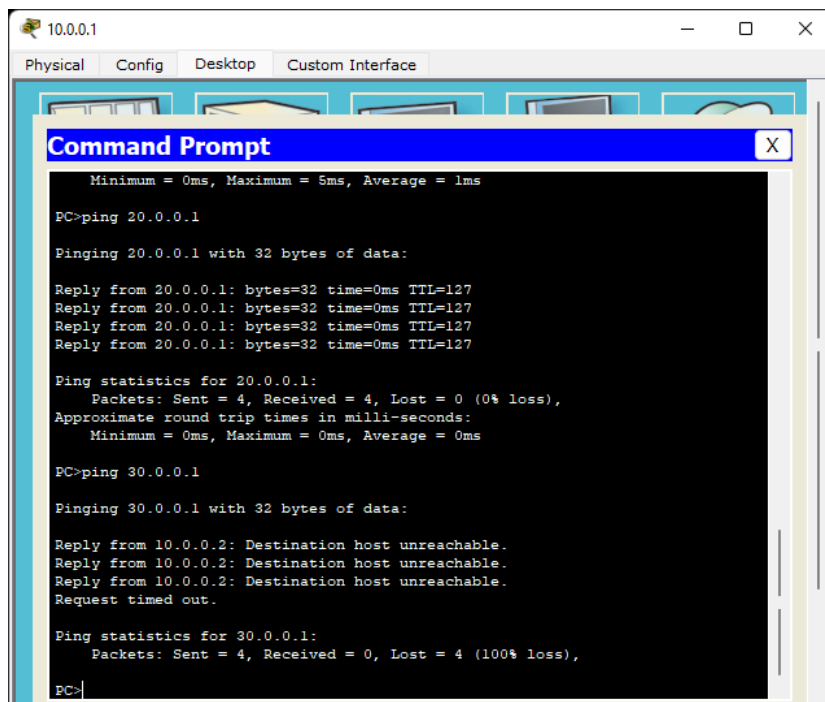 10.0.0.1
Physical Config Desktop Custom Interface
Command Prompt X
Minimum = 0ms, Maximum = 5ms, Average = 1ms
PC>ping 20.0.0.1
Pinging 20.0.0.1 with 32 bytes of data:
Reply from 20.0.0.1: bytes=32 time=0ms TTL=127
Reply from 20.0.0.1: bytes=32 time=0ms TTL=127
Reply from 20.0.0.1: bytes=32 time=0ms TTL=127
Reply from 20.0.0.1: bytes=32 time=0ms TTL=127
Ping statistics for 20.0.0.1:
Packets: Sent = 4, Received = 4, Lost = 0 (0% loss),
Approximate round trip times in milli-seconds:
Minimum = 0ms, Maximum = 0ms, Average = 0ms
PC>ping 30.0.0.1
Pinging 30.0.0.1 with 32 bytes of data:
Reply from 10.0.0.2: Destination host unreachable.
Reply from 10.0.0.2: Destination host unreachable.
Reply from 10.0.0.2: Destination host unreachable.
Request timed out.
Ping statistics for 30.0.0.1:
Packets: Sent = 4, Received = 0, Lost = 4 (100% loss),
PC>